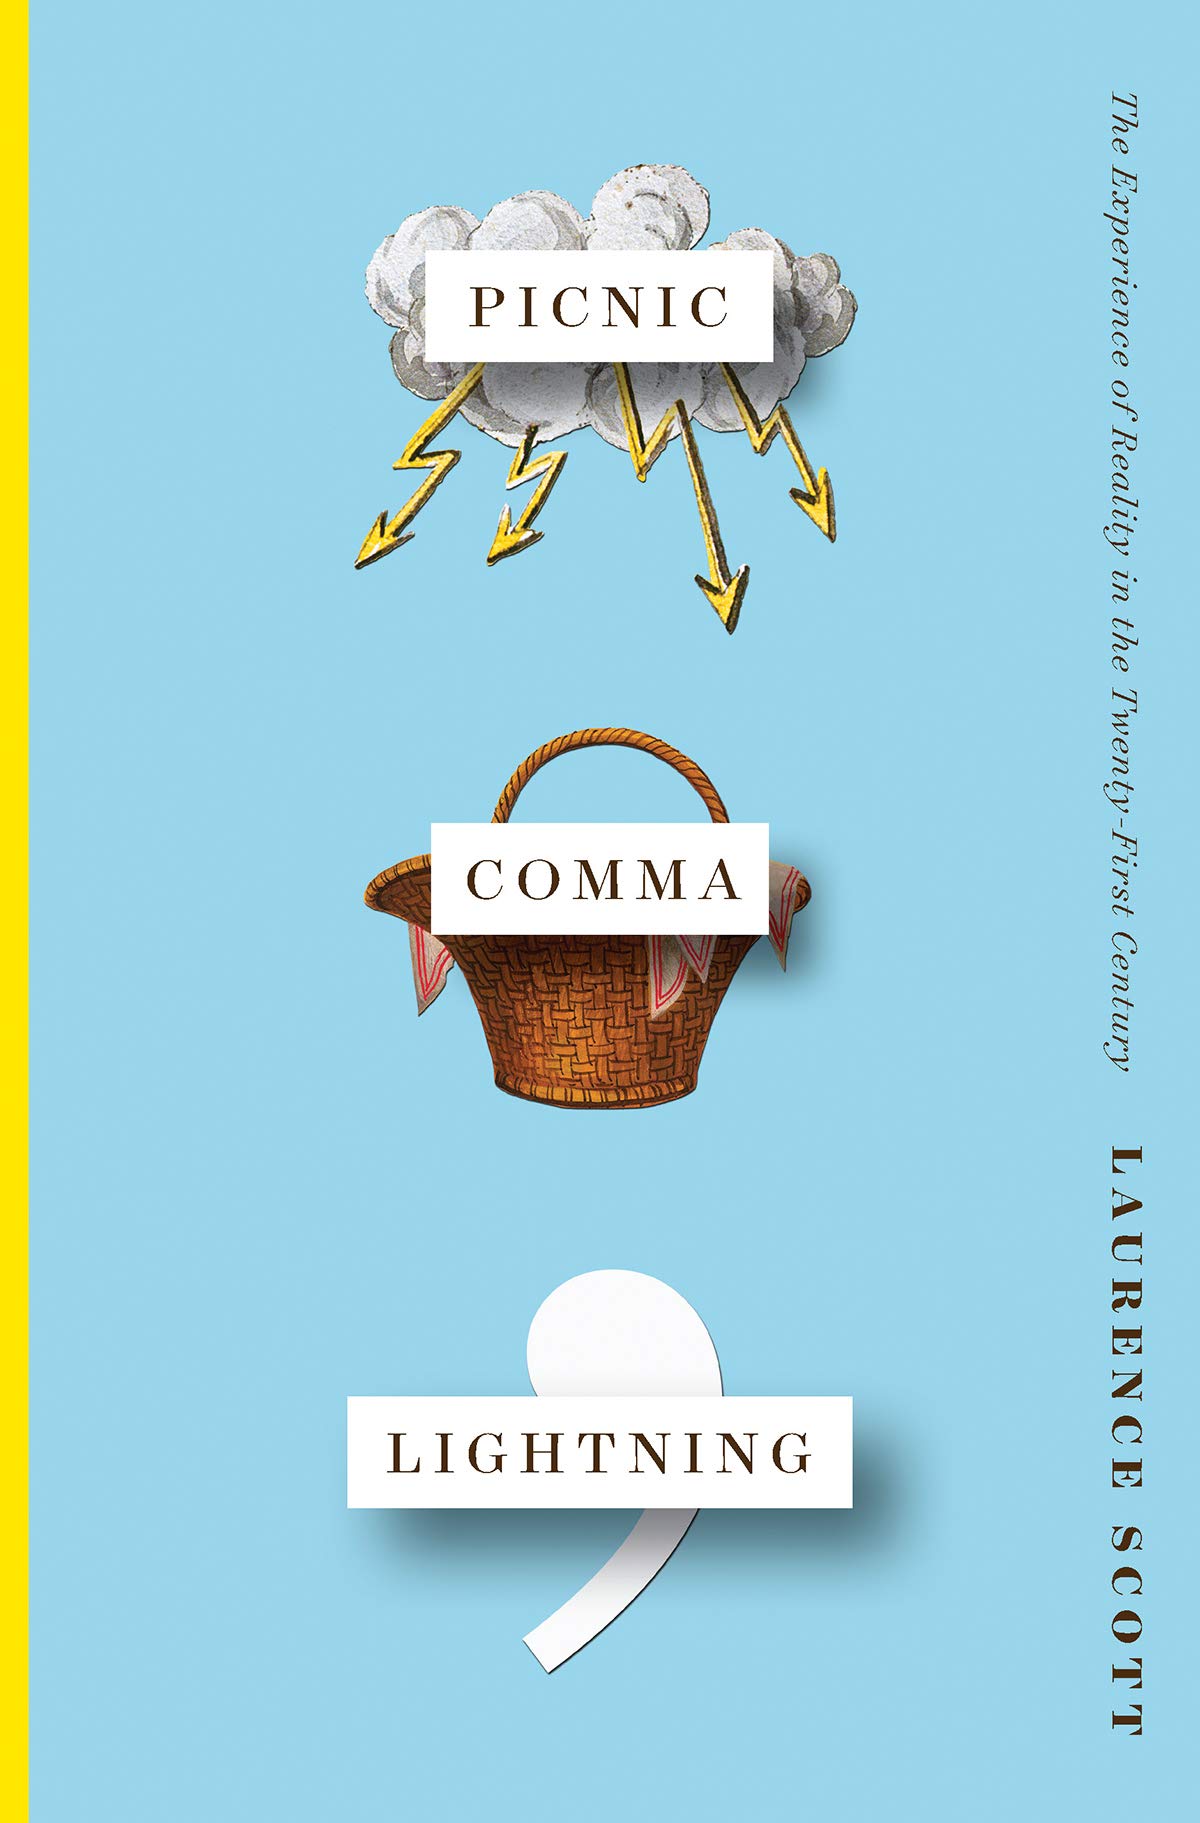 PICNIC
COMMA
LIGHTNING
The Experience of Reality in the Twenty-First Century
LAURENCE SCOTT